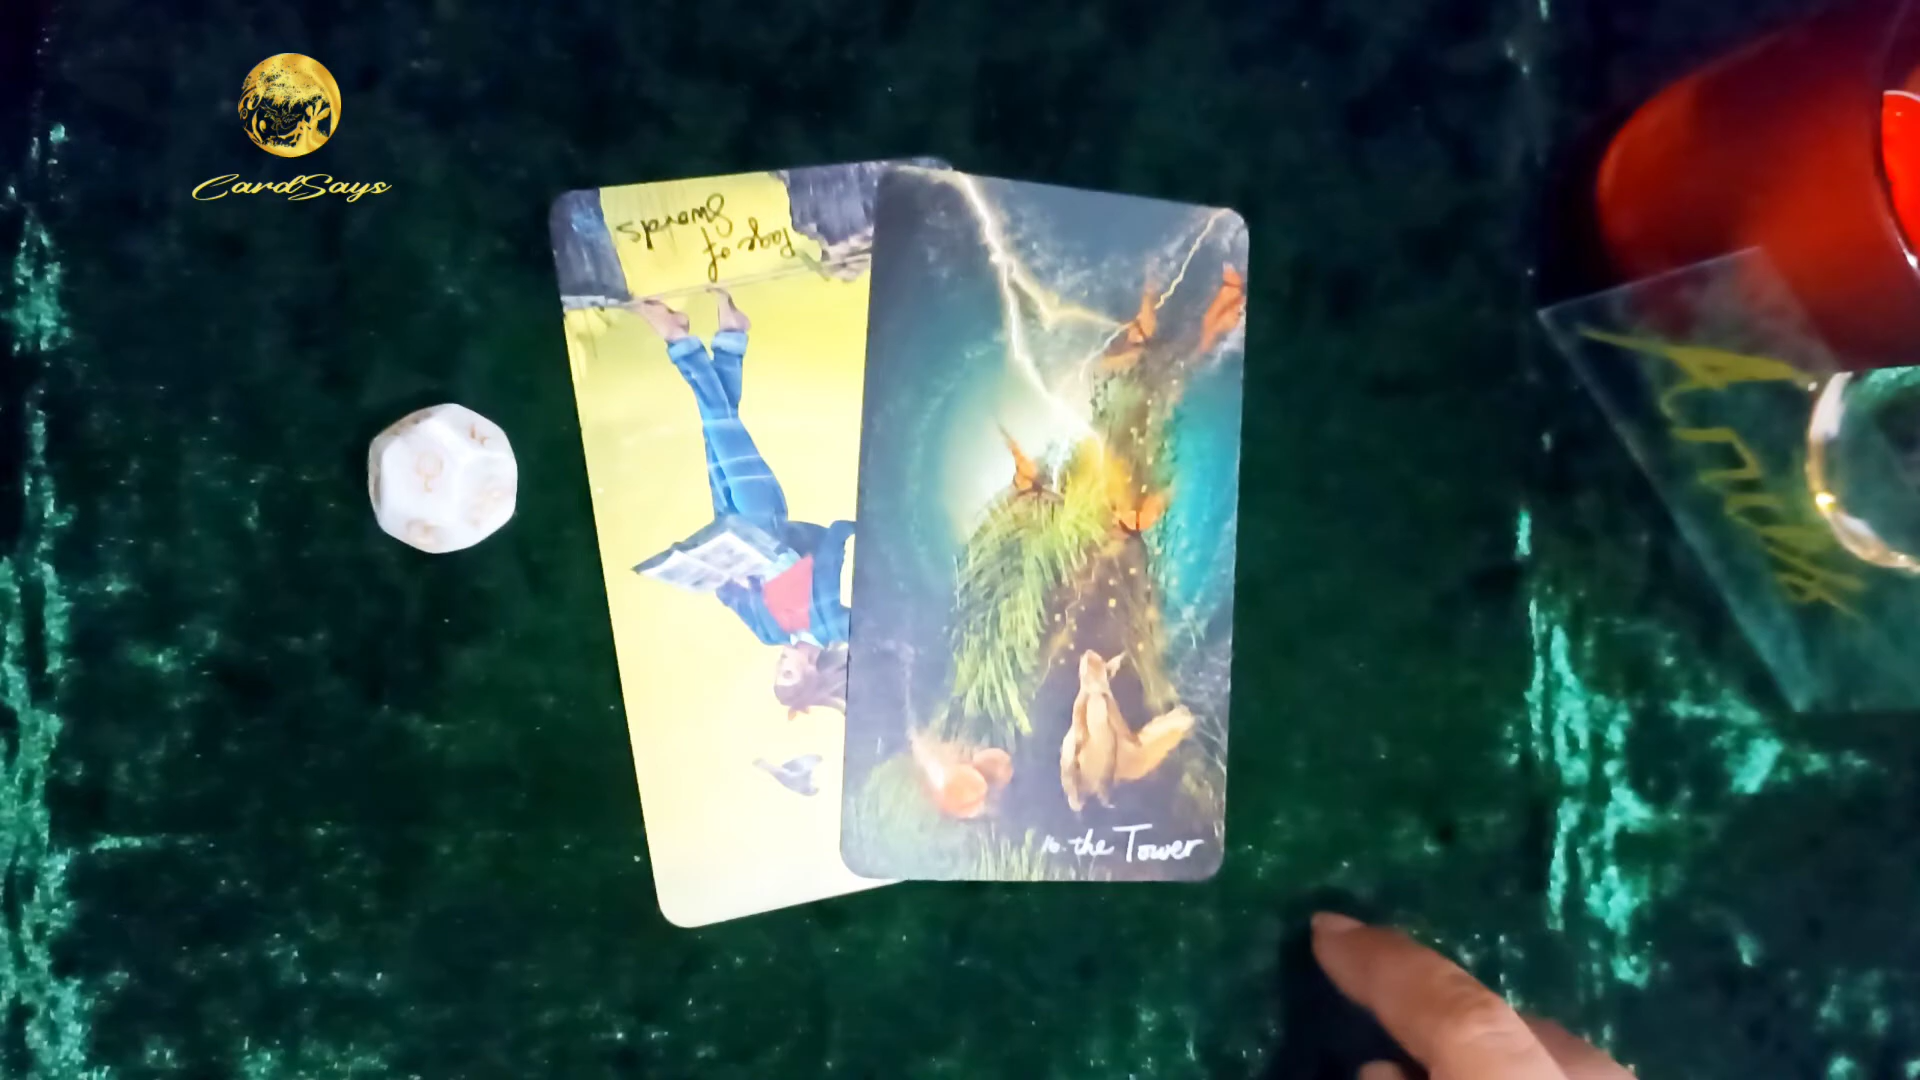 CardSays
Page of
Swords
16. the Tower